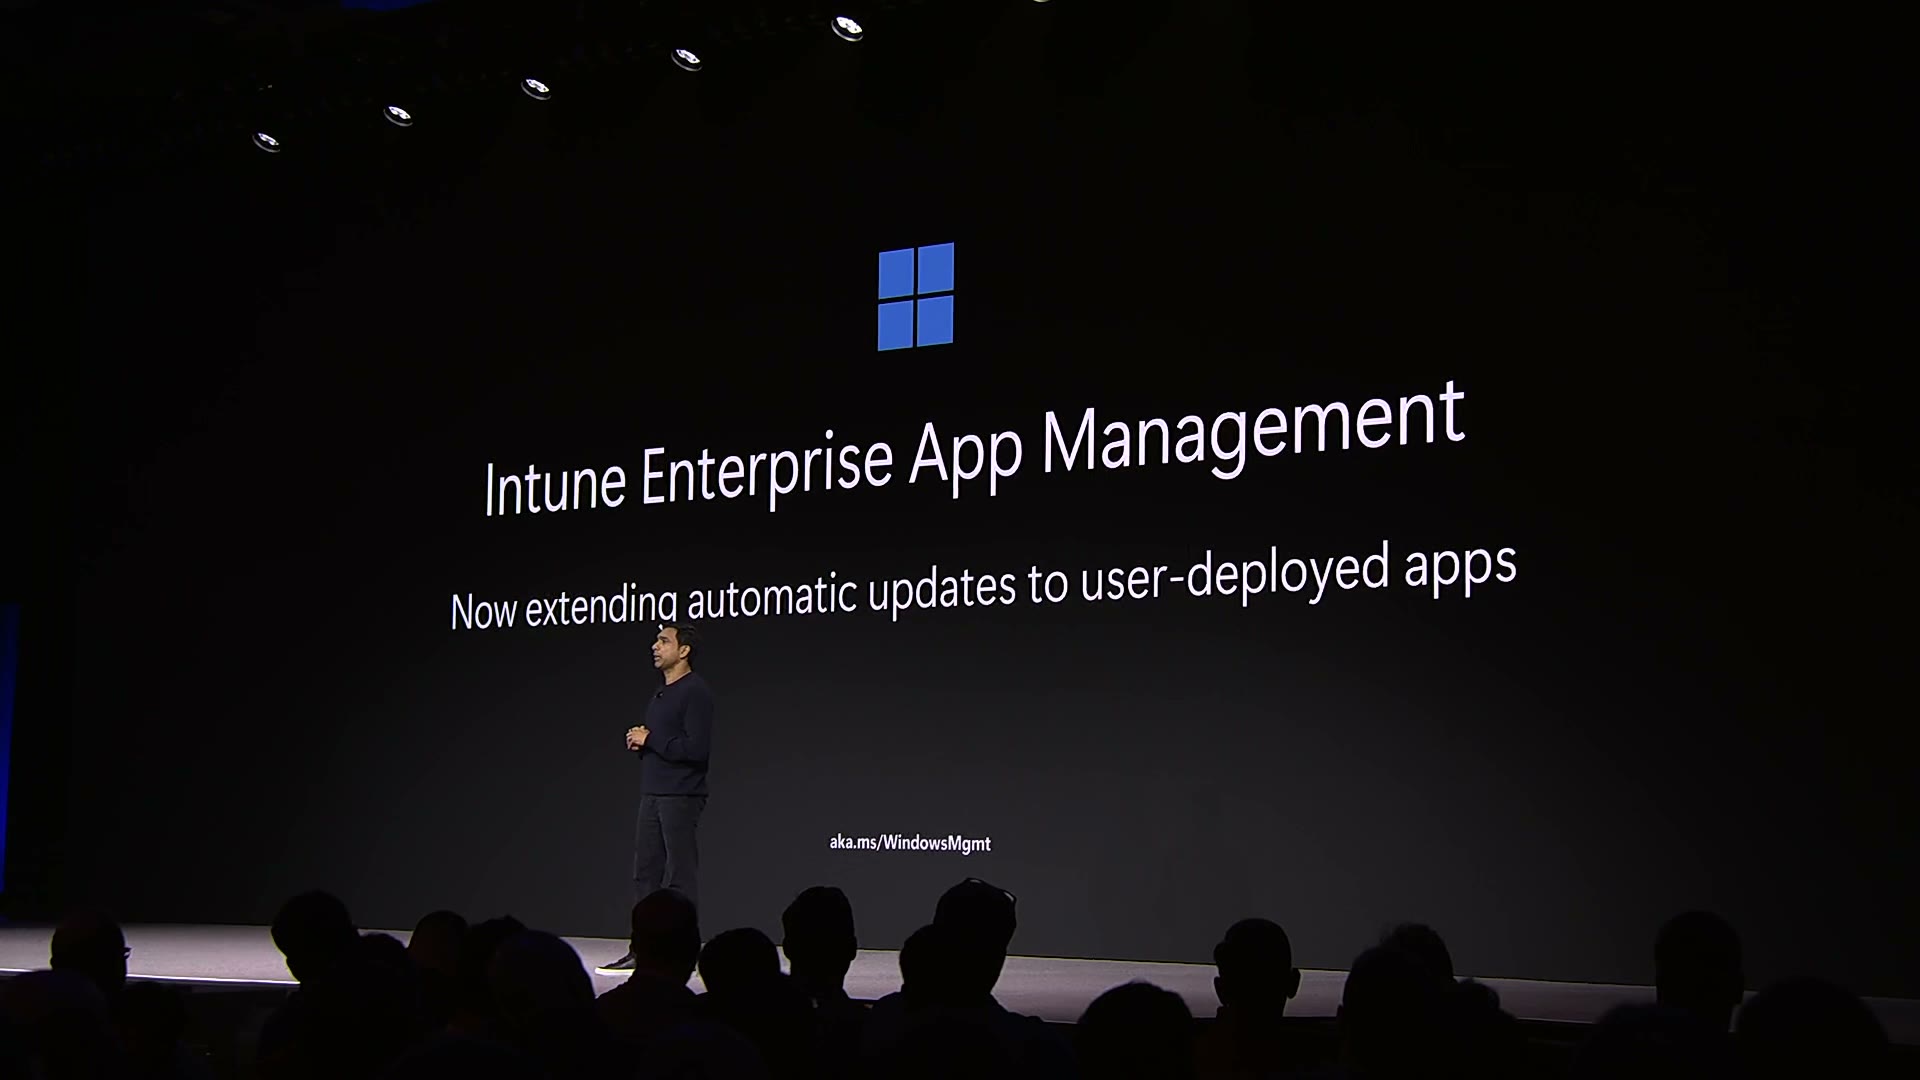 Intune Enterprise App Management
Now extending automatic updates to user-deployed apps
aka.ms/WindowsMgmt